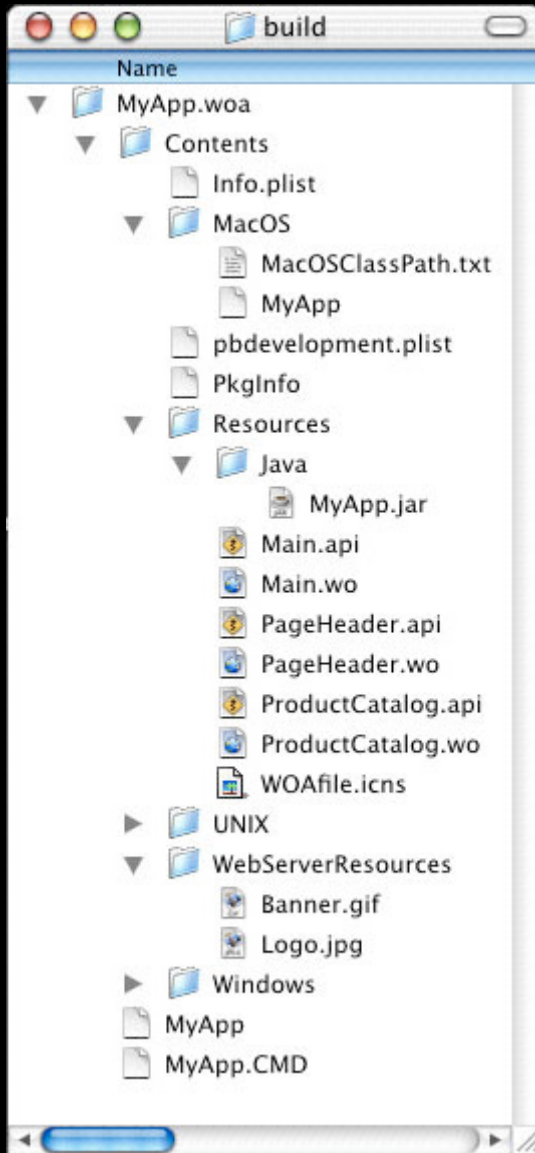 build
Name
MyApp.woa
Contents
Info.plist
MacOS
MacOSClassPath.txt
MyApp
pbdevelopment.plist
PkgInfo
Resources
Java
MyApp.jar
Main.api
Main.wo
PageHeader.api
PageHeader.wo
ProductCatalog.api
ProductCatalog.wo
WOAfile.icns
UNIX
WebServerResources
Banner.gif
Logo.jpg
Windows
MyApp
MyApp.CMD